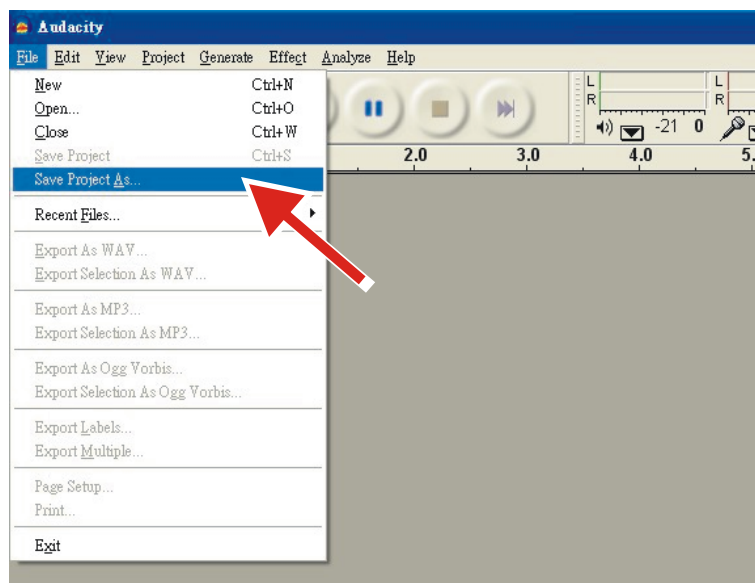 Audacity
File Edit View Project Generate Effect Analyze Help
New Ctrl+N
Open... Ctrl+O
Close Ctrl+W
Save Project Ctrl+S
Save Project As...
Recent Files...
Export As WAV...
Export Selection As WAV...
Export As MP3...
Export Selection As MP3...
Export As Ogg Vorbis...
Export Selection As Ogg Vorbis...
Export Labels...
Export Multiple...
Page Setup...
Print...
Exit
L L
R R
-21 0
2.0 3.0 4.0 5.